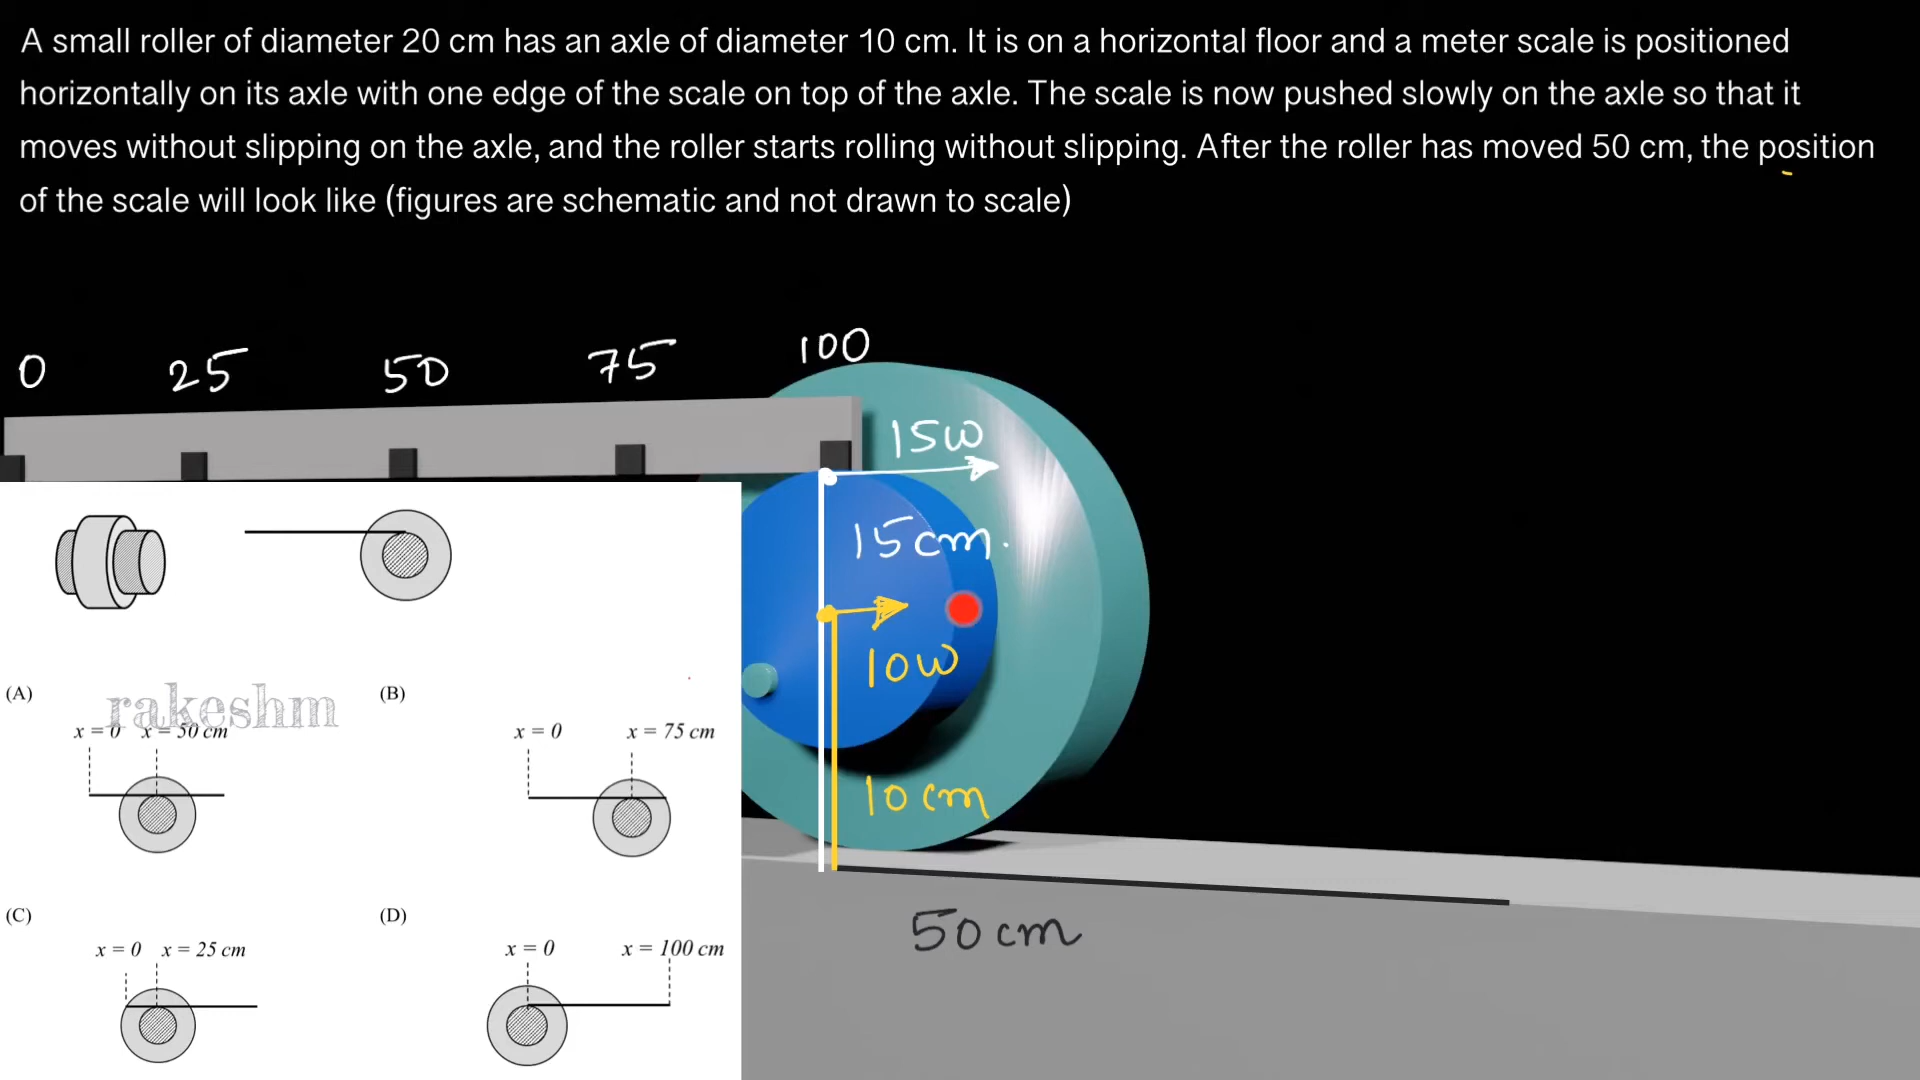 A small roller of diameter 20 cm has an axle of diameter 10 cm. It is on a horizontal floor and a meter scale is positioned
horizontally on its axle with one edge of the scale on top of the axle. The scale is now pushed slowly on the axle so that it
moves without slipping on the axle, and the roller starts rolling without slipping. After the roller has moved 50 cm, the position
of the scale will look like (figures are schematic and not drawn to scale)
0 25 50 75 100
15ω
15cm.
10ω
10cm
50cm
(A) (B)
rakeshm
x = 0 x = 50 cm x = 0 x = 75 cm
(C) (D)
x = 0 x = 25 cm x = 0 x = 100 cm